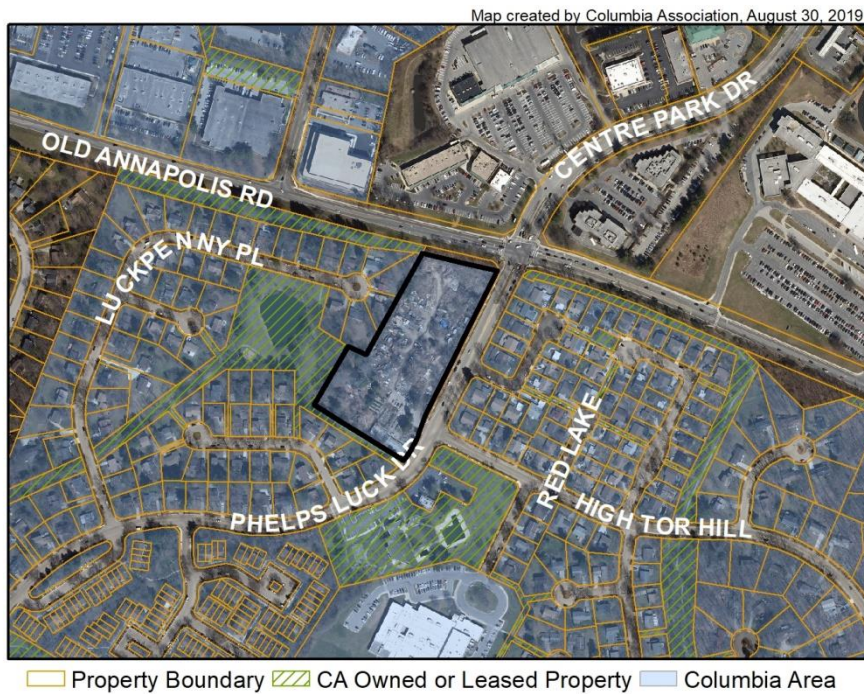 Map created by Columbia Association, August 30, 2019
CENTRE PARK DR
OLD ANNAPOLIS RD
LUCKPENNY PL
RED LAKE
PHELPS LUCK DR
HIGH TOR HILL
Property Boundary CA Owned or Leased Property Columbia Area